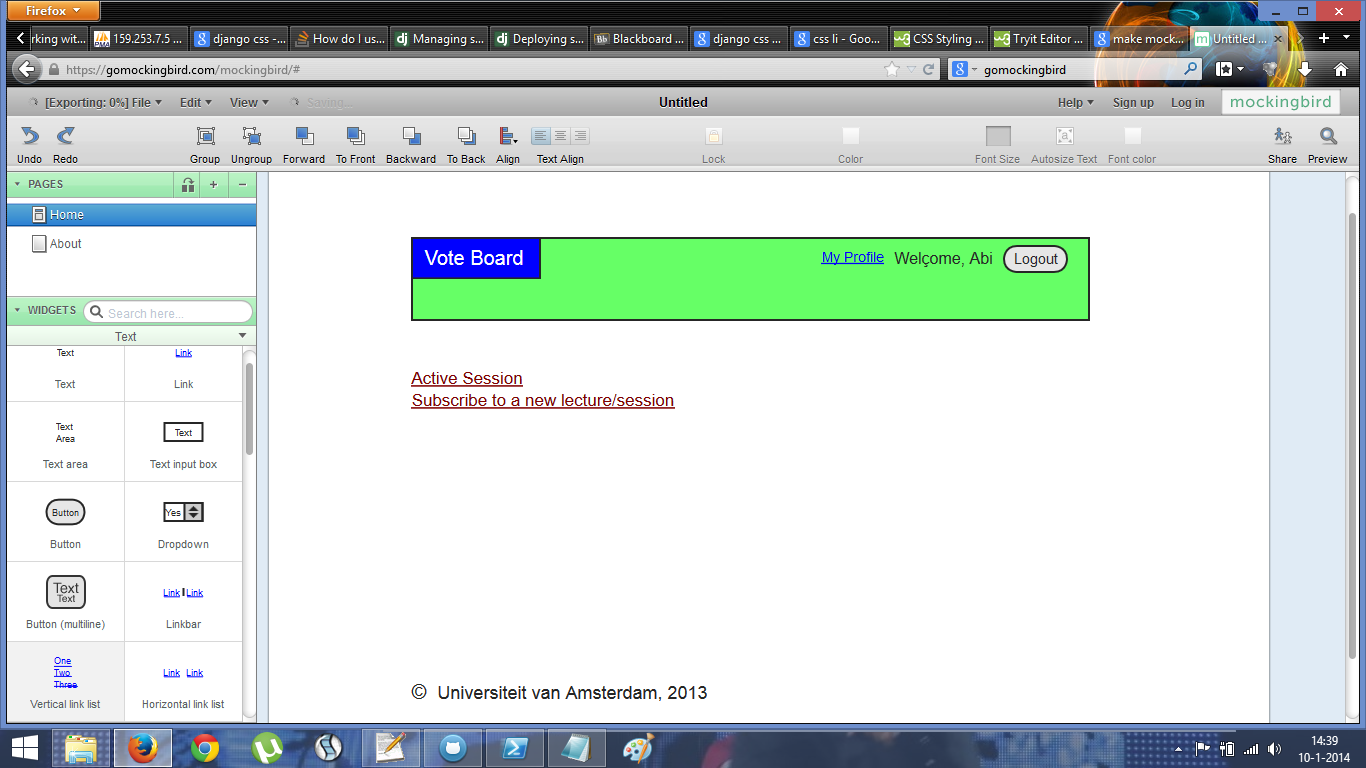 Firefox
rking wit...
159.253.7.5 ...
django css -...
How do I us...
Managing s...
Deploying s...
Blackboard ...
django css ...
css li - Goo...
CSS Styling ...
Tryit Editor ...
make mock...
Untitled ...
https://gomockingbird.com/mockingbird/#
gomockingbird
[Exporting: 0%] File
Edit
View
Saving...
Untitled
Help
Sign up
Log in
mockingbird
Undo
Redo
Group
Ungroup
Forward
To Front
Backward
To Back
Align
Text Align
Lock
Color
Font Size
Autosize Text
Font color
Share
Preview
PAGES
Home
About
WIDGETS
Search here...
Text
Text
Link
Text
Link
Text
Area
Text
Text area
Text input box
Button
Yes
Button
Dropdown
Text
Text
Link Link
Button (multiline)
Linkbar
One
Two
Three
Link Link
Vertical link list
Horizontal link list
Vote Board
My Profile
Welçome, Abi
Logout
Active Session
Subscribe to a new lecture/session
© Universiteit van Amsterdam, 2013
14:39
10-1-2014